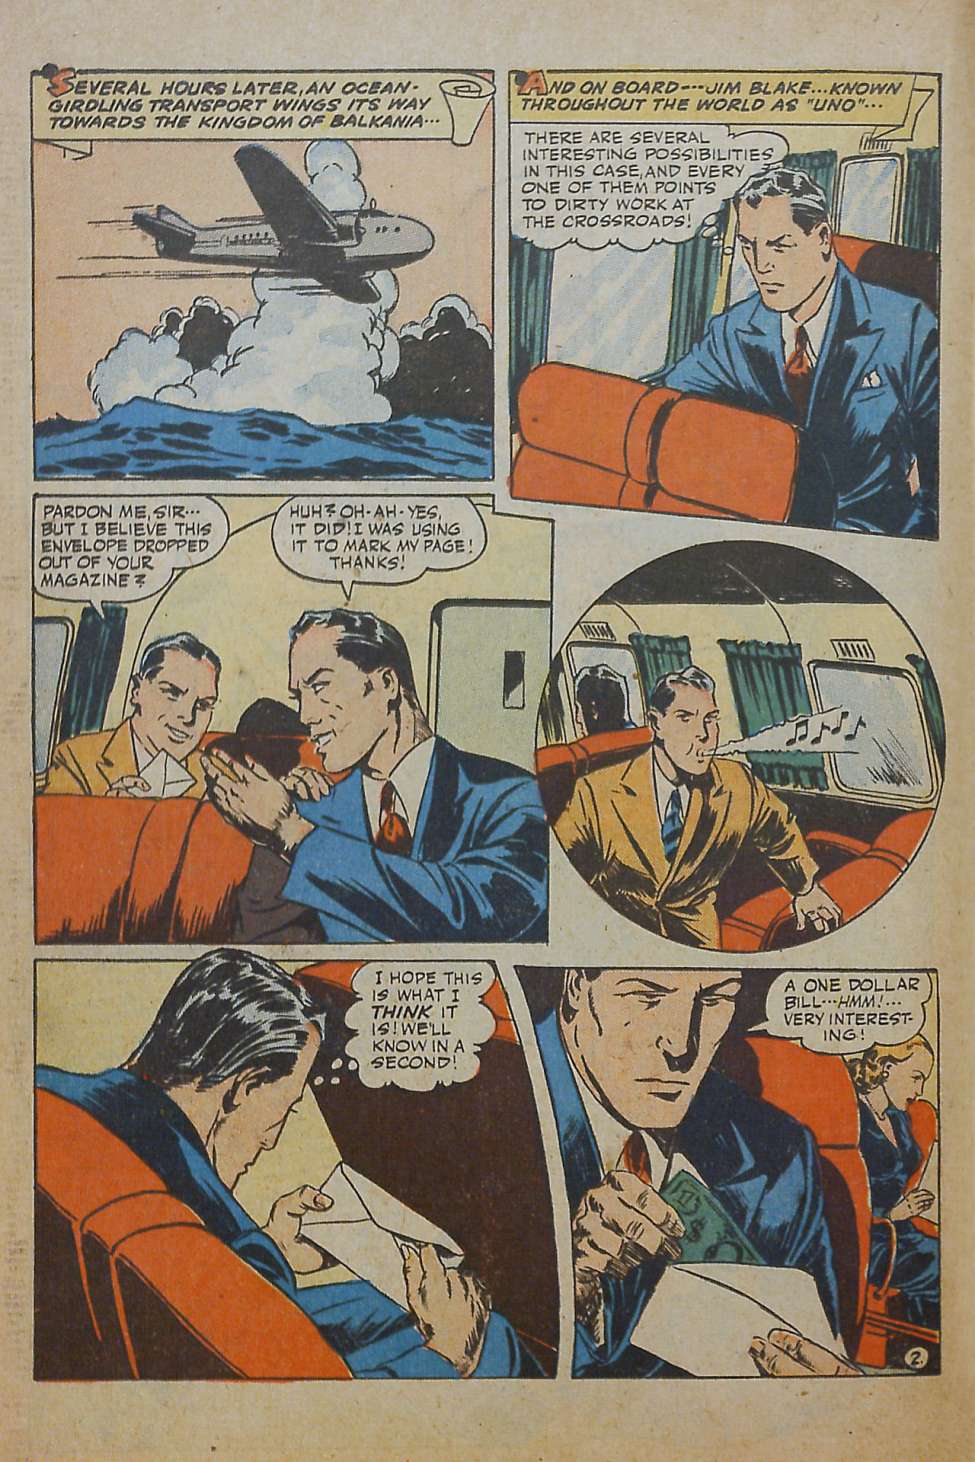 SEVERAL HOURS LATER, AN OCEAN-
GIRDLING TRANSPORT WINGS ITS WAY
TOWARDS THE KINGDOM OF BALKANIA---
AND ON BOARD---JIM BLAKE...KNOWN
THROUGHOUT THE WORLD AS "UNO"---
THERE ARE SEVERAL
INTERESTING POSSIBILITIES
IN THIS CASE, AND EVERY
ONE OF THEM POINTS
TO DIRTY WORK AT
THE CROSSROADS!
PARDON ME, SIR---
BUT I BELIEVE THIS
ENVELOPE DROPPED
OUT OF YOUR
MAGAZINE?
HUH? OH-AH-YES,
IT DID! I WAS USING
IT TO MARK MY PAGE!
THANKS!
I HOPE THIS
IS WHAT I
THINK IT
IS! WE'LL
KNOW IN A
SECOND!
A ONE DOLLAR
BILL---HMM!---
VERY INTEREST-
ING!
$
2.